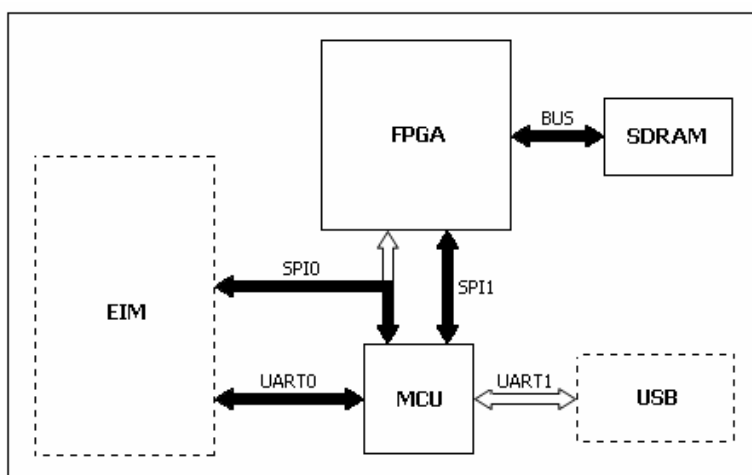 FPGA
BUS
SDRAM
SPI0
SPI1
EIM
UART0
MCU
UART1
USB